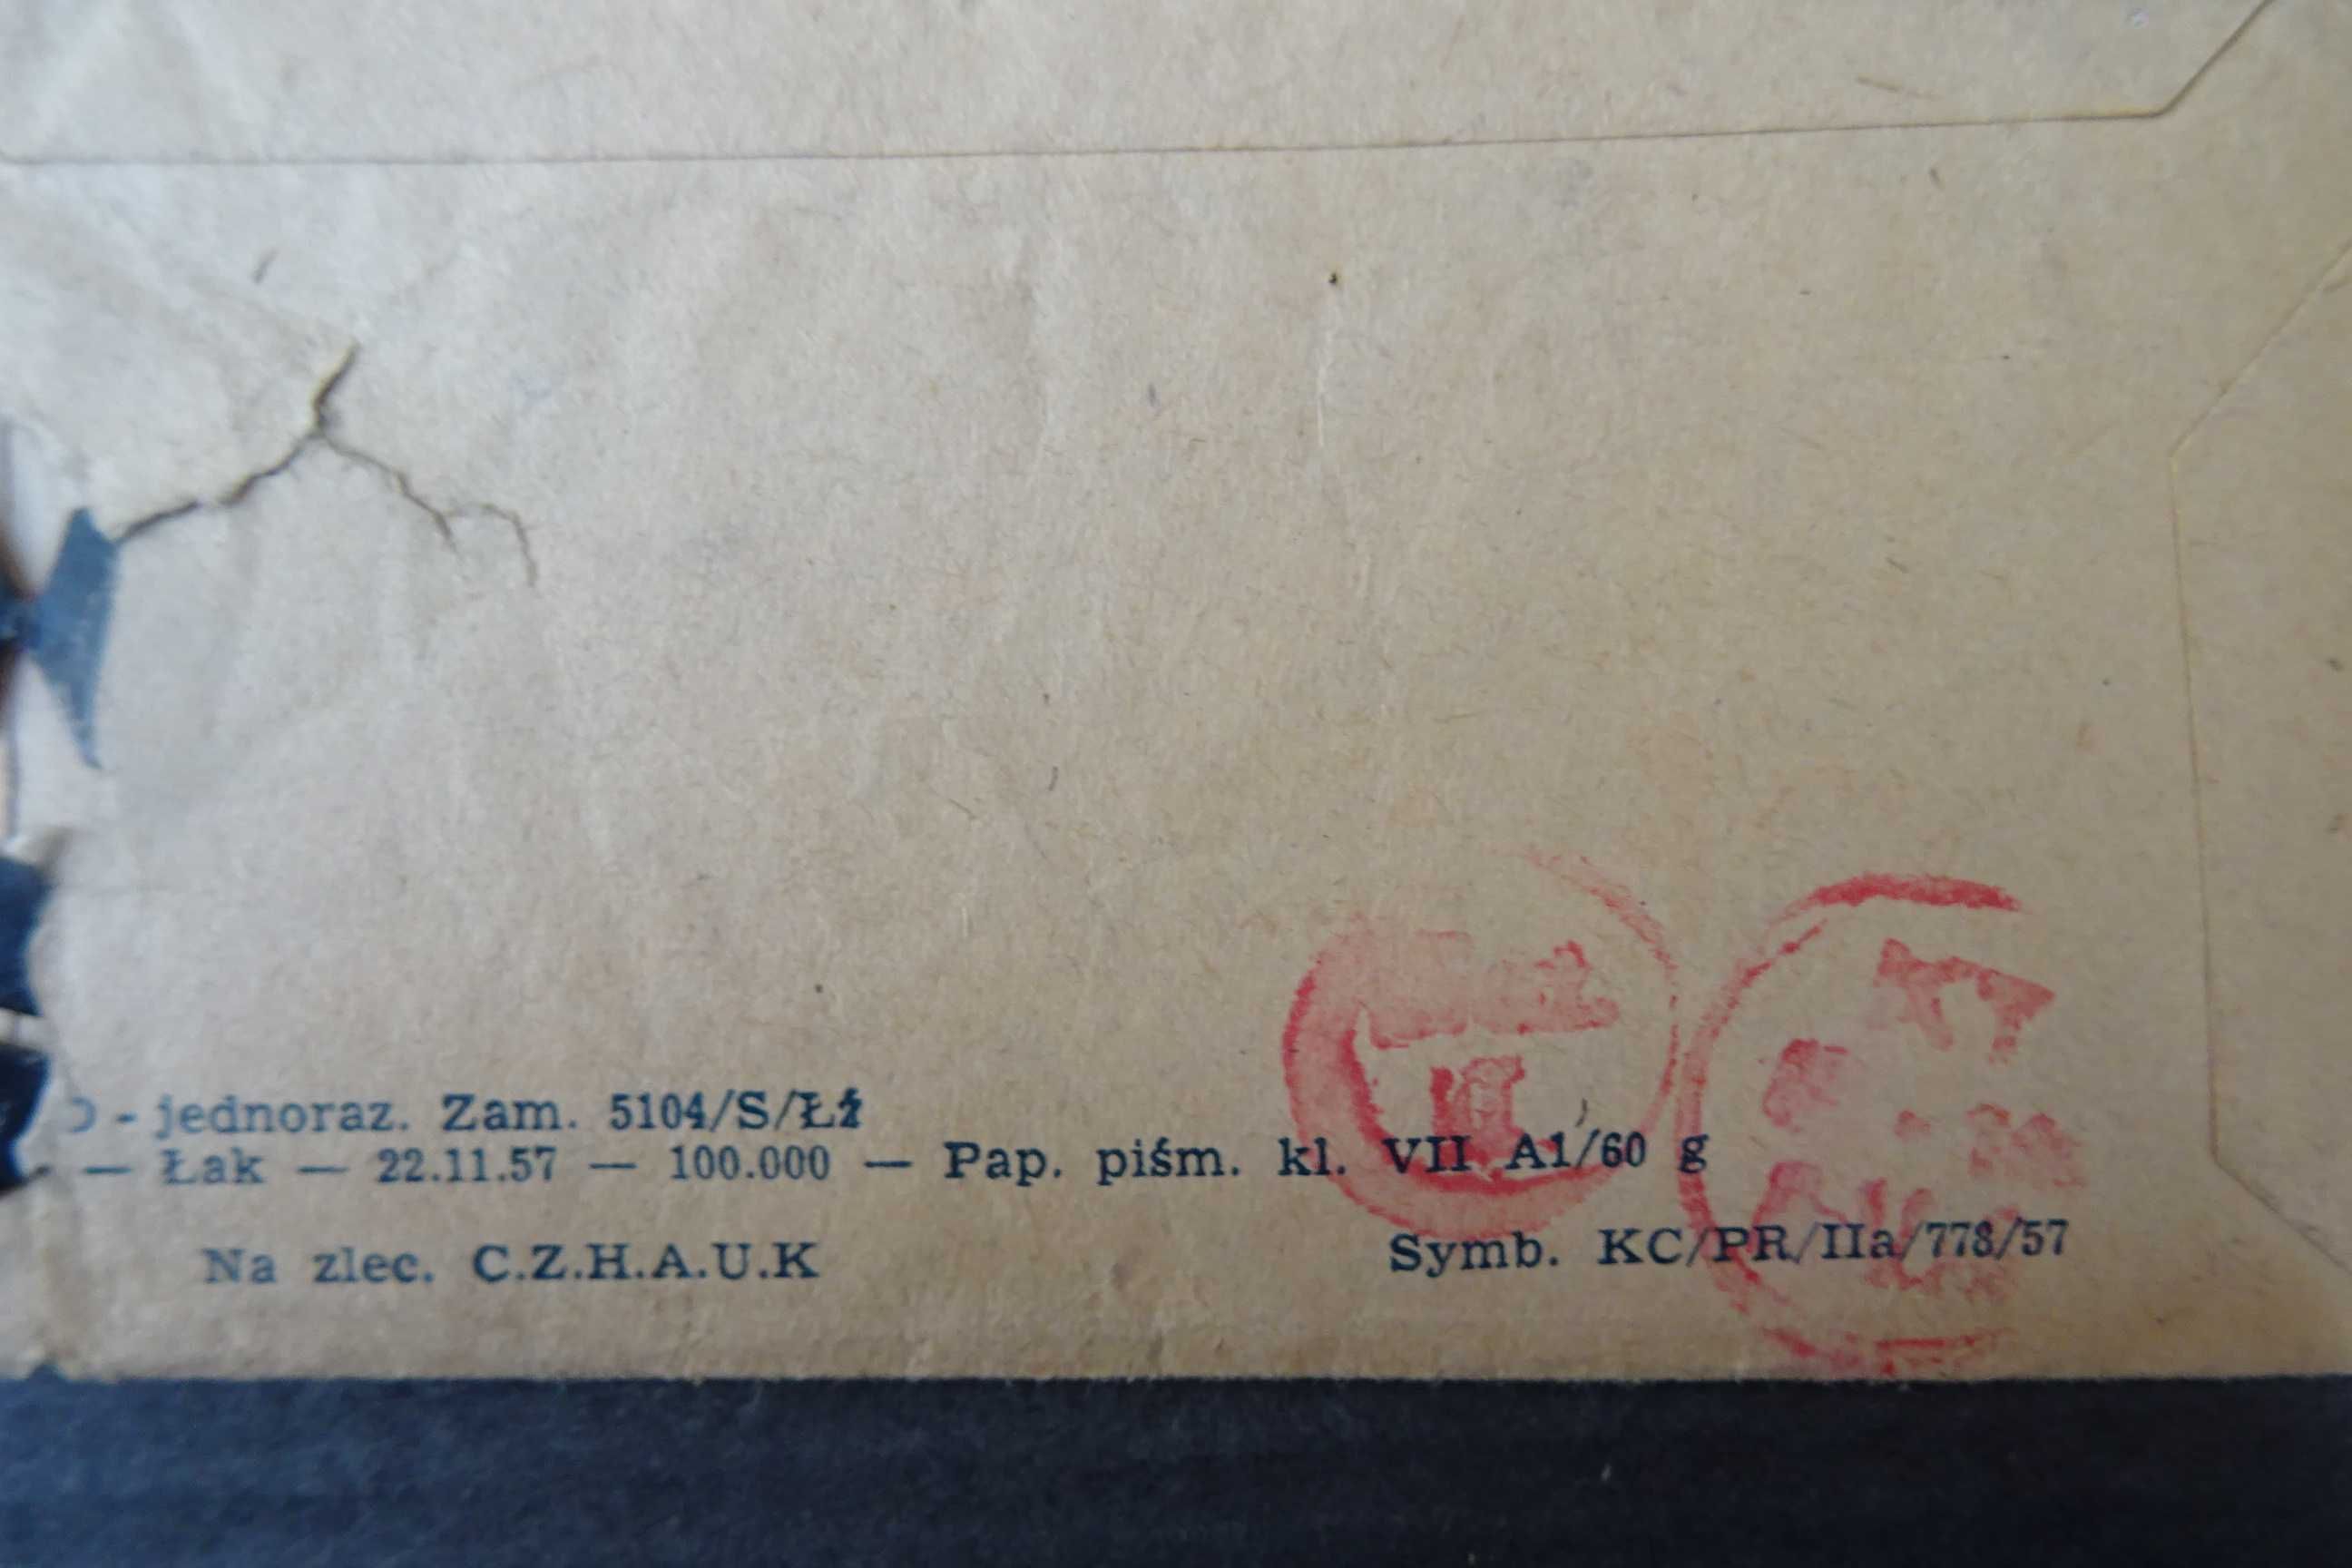 - jednoraz. Zam. 5104/S/Łż
— Łak — 22.11.57 — 100.000 — Pap. piśm. kl. VII A1/60 g
Na zlec. C.Z.H.A.U.K
Symb. KC/PR/IIa/778/57